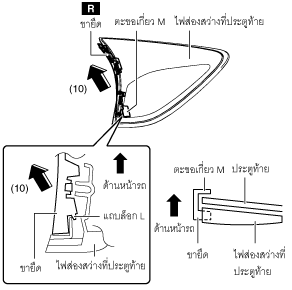 R
ขายึด
ตะขอเกี่ยว M
ไฟส่องสว่างที่ประตูท้าย
(10)
(10)
ด้านหน้ารถ
แถบล็อก L
ขายึด
ไฟส่องสว่างที่ประตูท้าย
ตะขอเกี่ยว M
ประตูท้าย
ด้านหน้ารถ
ขายึด
ไฟส่องสว่างที่
ประตูท้าย